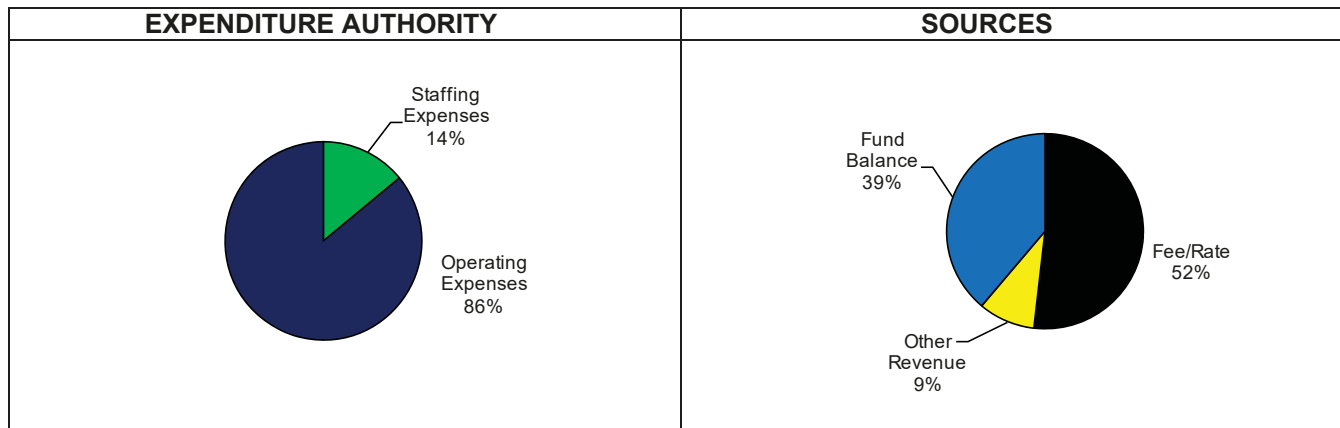 EXPENDITURE AUTHORITY
Staffing
Expenses
14%
Operating
Expenses
86%
SOURCES
Fund
Balance
39%
Fee/Rate
52%
Other
Revenue
9%